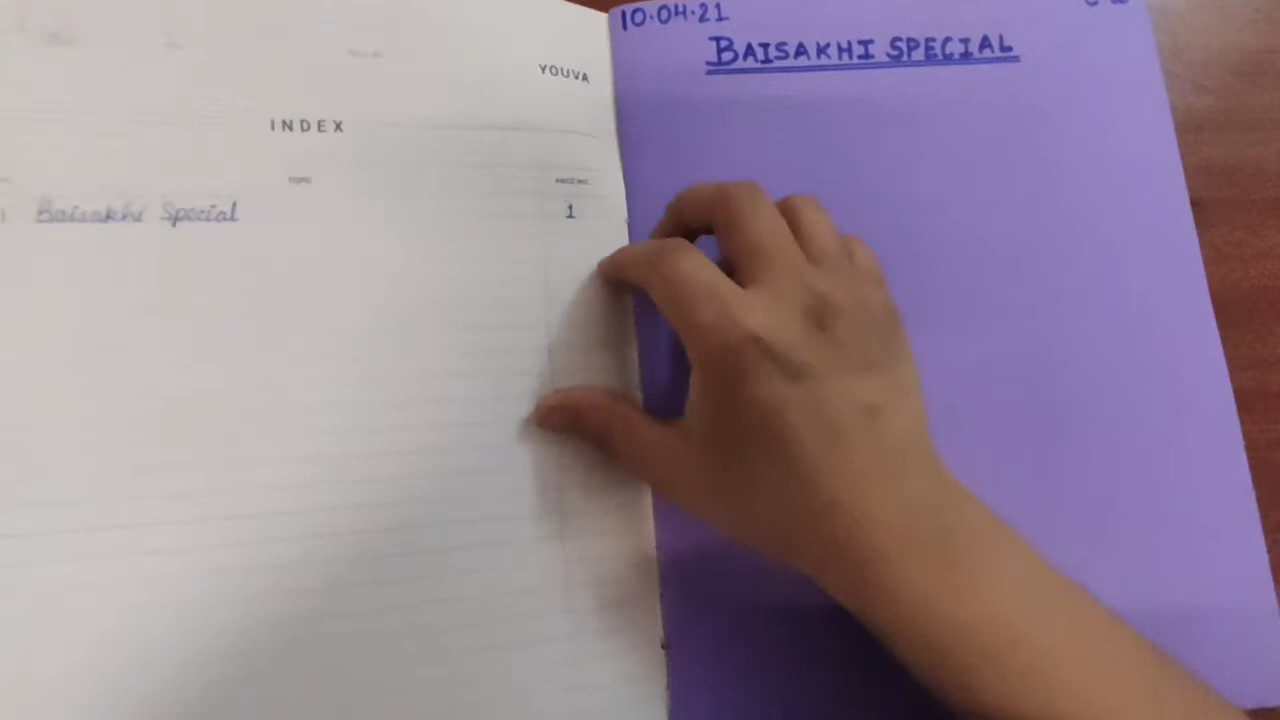 YOUVA
INDEX
Baisakhi Special
1
10.04.21
BAISAKHI SPECIAL